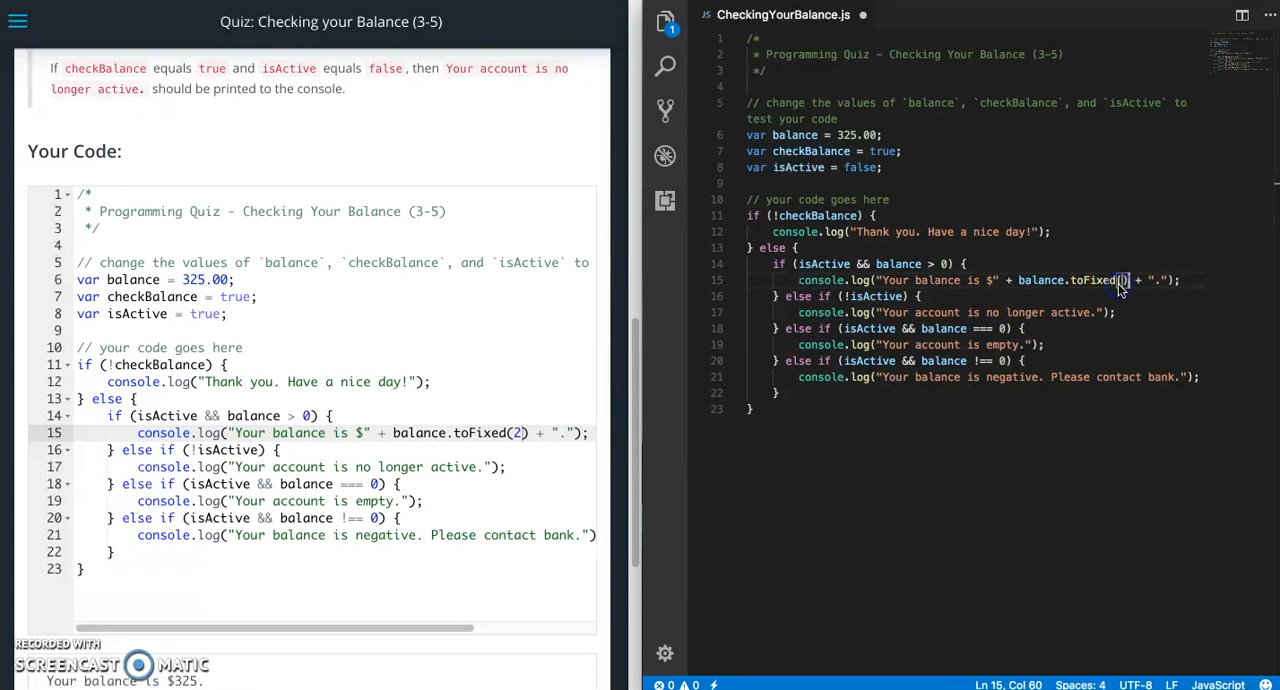 Quiz: Checking your Balance (3-5)
If checkBalance equals true and isActive equals false, then Your account is no
longer active. should be printed to the console.
Your Code:
1 /*
2  * Programming Quiz - Checking Your Balance (3-5)
3  */
4
5 // change the values of `balance`, `checkBalance`, and `isActive` to
6 var balance = 325.00;
7 var checkBalance = true;
8 var isActive = true;
9
10 // your code goes here
11 if (!checkBalance) {
12     console.log("Thank you. Have a nice day!");
13 } else {
14     if (isActive && balance > 0) {
15         console.log("Your balance is $" + balance.toFixed(2) + ".");
16     } else if (!isActive) {
17         console.log("Your account is no longer active.");
18     } else if (isActive && balance === 0) {
19         console.log("Your account is empty.");
20     } else if (isActive && balance !== 0) {
21         console.log("Your balance is negative. Please contact bank.")
22     }
23 }
RECORDED WITH
SCREENCAST MATIC
Your balance is $325.
1
JS CheckingYourBalance.js
1 /*
2  * Programming Quiz - Checking Your Balance (3-5)
3  */
4
5 // change the values of `balance`, `checkBalance`, and `isActive` to
test your code
6 var balance = 325.00;
7 var checkBalance = true;
8 var isActive = false;
9
10 // your code goes here
11 if (!checkBalance) {
12     console.log("Thank you. Have a nice day!");
13 } else {
14     if (isActive && balance > 0) {
15         console.log("Your balance is $" + balance.toFixed() + ".");
16     } else if (!isActive) {
17         console.log("Your account is no longer active.");
18     } else if (isActive && balance === 0) {
19         console.log("Your account is empty.");
20     } else if (isActive && balance !== 0) {
21         console.log("Your balance is negative. Please contact bank.");
22     }
23 }
0 0 Ln 15, Col 60 Spaces: 4 UTF-8 LF JavaScript